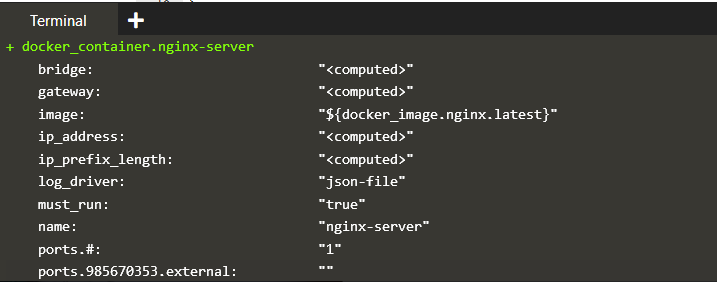 Terminal +
+ docker_container.nginx-server
bridge: "<computed>"
gateway: "<computed>"
image: "${docker_image.nginx.latest}"
ip_address: "<computed>"
ip_prefix_length: "<computed>"
log_driver: "json-file"
must_run: "true"
name: "nginx-server"
ports.#: "1"
ports.985670353.external: ""